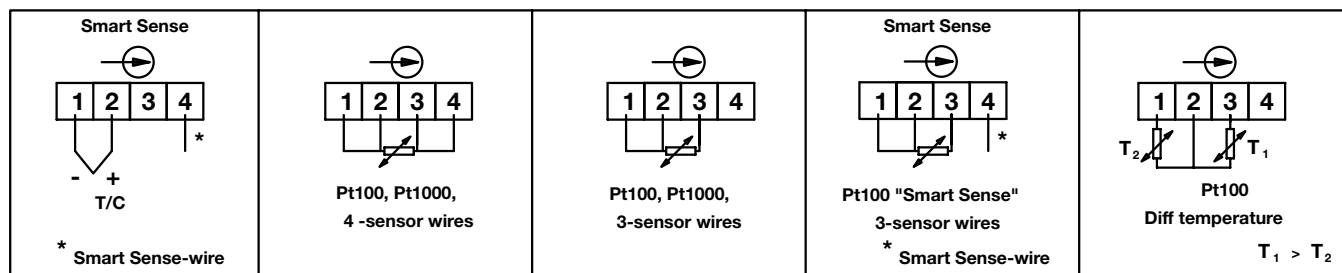 Smart Sense
1 2 3 4
*
- +
T/C
* Smart Sense-wire
1 2 3 4
Pt100, Pt1000,
4 -sensor wires
1 2 3 4
Pt100, Pt1000,
3-sensor wires
Smart Sense
1 2 3 4
*
Pt100 "Smart Sense"
3-sensor wires
* Smart Sense-wire
1 2 3 4
T₂ T₁
Pt100
Diff temperature
T₁ > T₂